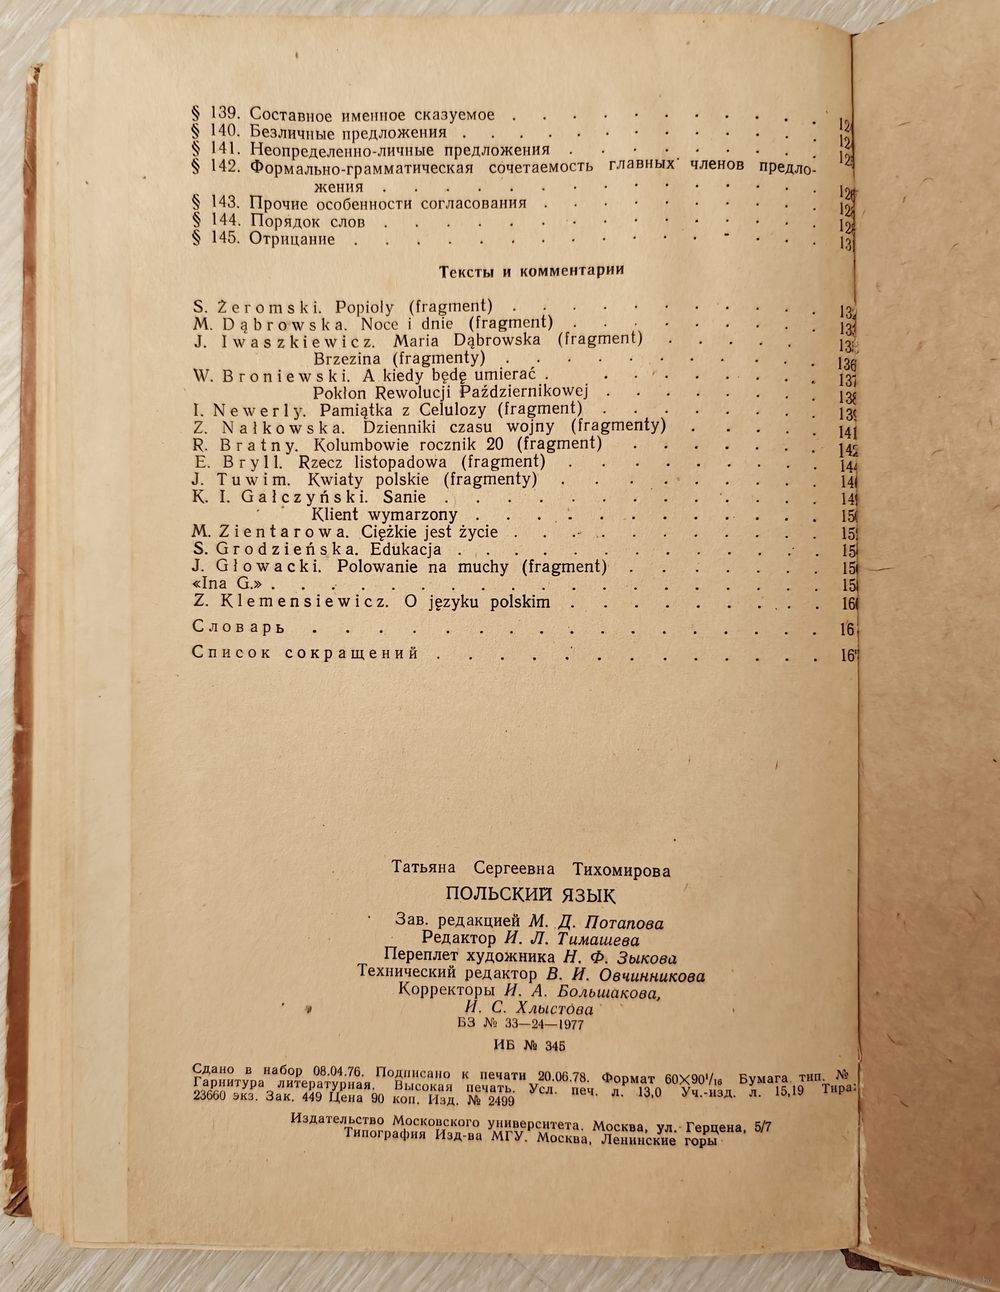 § 139. Составное именное сказуемое . . . . . . . . . . .
§ 140. Безличные предложения . . . . . . . . . . . .
§ 141. Неопределенно-личные предложения . . . . . . . . .
§ 142. Формально-грамматическая сочетаемость главных членов предло-
жения . . . . . . . . . . . . . . .
§ 143. Прочие особенности согласования . . . . . . . . . .
§ 144. Порядок слов . . . . . . . . . . . . . . .
§ 145. Отрицание . . . . . . . . . . . . . . . .
Тексты и комментарии
S. Żeromski. Popioły (fragment) . . . . . . . . . . .
M. Dąbrowska. Noce i dnie (fragment) . . . . . . . . .
J. Iwaszkiewicz. Maria Dąbrowska (fragment) . . . . . .
Brzezina (fragmenty) . . . . . . . . . . . 136
W. Broniewski. A kiedy będę umierać . . . . . . . . . 137
Pokłon Rewolucji Październikowej . . . . . . . . 138
I. Newerly. Pamiątka z Celulozy (fragment) . . . . . . . . 139
Z. Nałkowska. Dzienniki czasu wojny (fragmenty) . . . . . 141
R. Bratny. Kolumbowie rocznik 20 (fragment) . . . . . . . 142
E. Bryll. Rzecz listopadowa (fragment) . . . . . . . . .
J. Tuwim. Kwiaty polskie (fragmenty) . . . . . . . . .
K. I. Gałczyński. Sanie . . . . . . . . . . . . .
Klient wymarzony . . . . . . . . . . . .
M. Zientarowa. Ciężkie jest życie . . . . . . . . . . .
S. Grodzieńska. Edukacja . . . . . . . . . . . . .
J. Głowacki. Polowanie na muchy (fragment) . . . . . . .
«Ina G.» . . . . . . . . . . . . . . . . . . .
Z. Klemensiewicz. O języku polskim . . . . . . . . .
Словарь . . . . . . . . . . . . . . . . .
Список сокращений . . . . . . . . . . . . .
Татьяна Сергеевна Тихомирова
ПОЛЬСКИЙ ЯЗЫК
Зав. редакцией М. Д. Потапова
Редактор И. Л. Тимашева
Переплет художника Н. Ф. Зыкова
Технический редактор В. И. Овчинникова
Корректоры И. А. Большакова,
И. С. Хлыстова
БЗ № 33—24—1977
ИБ № 345
Сдано в набор 08.04.76. Подписано к печати 20.06.78. Формат 60×90¹/₁₆ Бумага тип. №
Гарнитура литературная. Высокая печать. Усл. печ. л. 13,0 Уч.-изд. л. 15,19 Тира
23660 экз. Зак. 449 Цена 90 коп. Изд. № 2499
Издательство Московского университета. Москва, ул. Герцена, 5/7
Типография Изд-ва МГУ. Москва, Ленинские горы